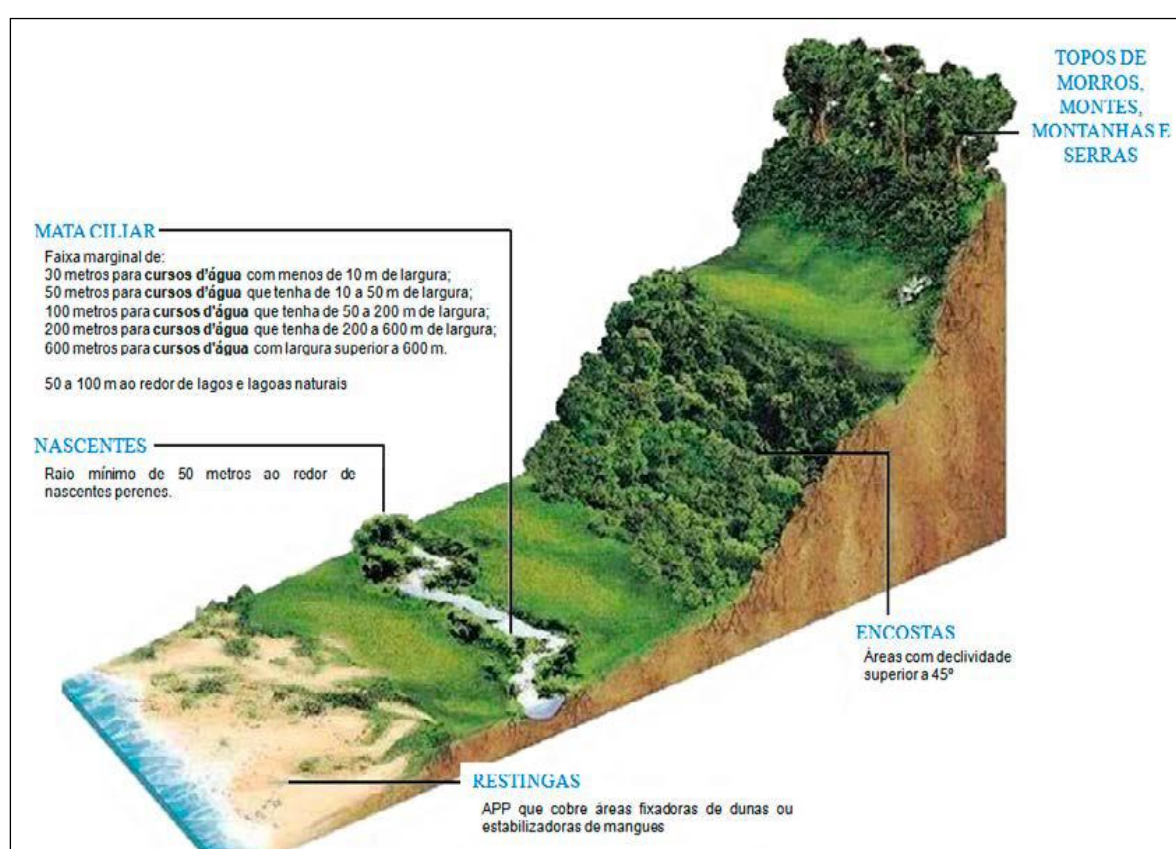 TOPOS DE
MORROS,
MONTES,
MONTANHAS E
SERRAS
MATA CILIAR
Faixa marginal de:
30 metros para cursos d'água com menos de 10 m de largura;
50 metros para cursos d'água que tenha de 10 a 50 m de largura;
100 metros para cursos d'água que tenha de 50 a 200 m de largura;
200 metros para cursos d'água que tenha de 200 a 600 m de largura;
600 metros para cursos d'água com largura superior a 600 m.
50 a 100 m ao redor de lagos e lagoas naturais
NASCENTES
Raio mínimo de 50 metros ao redor de
nascentes perenes.
ENCOSTAS
Áreas com declividade
superior a 45º
RESTINGAS
APP que cobre áreas fixadoras de dunas ou
estabilizadoras de mangues